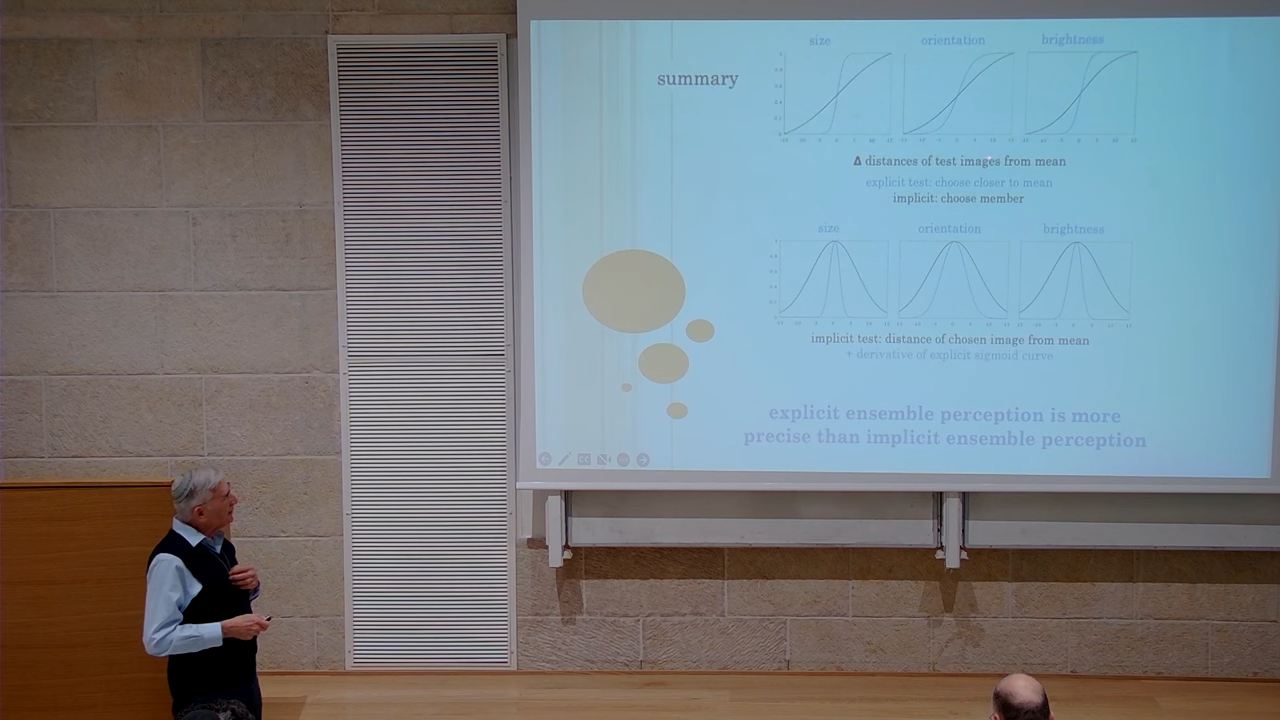 summary
size orientation brightness
Δ distances of test images from mean
explicit test: choose closer to mean
implicit: choose member
size orientation brightness
implicit test: distance of chosen image from mean
+ derivative of explicit sigmoid curve
explicit ensemble perception is more
precise than implicit ensemble perception